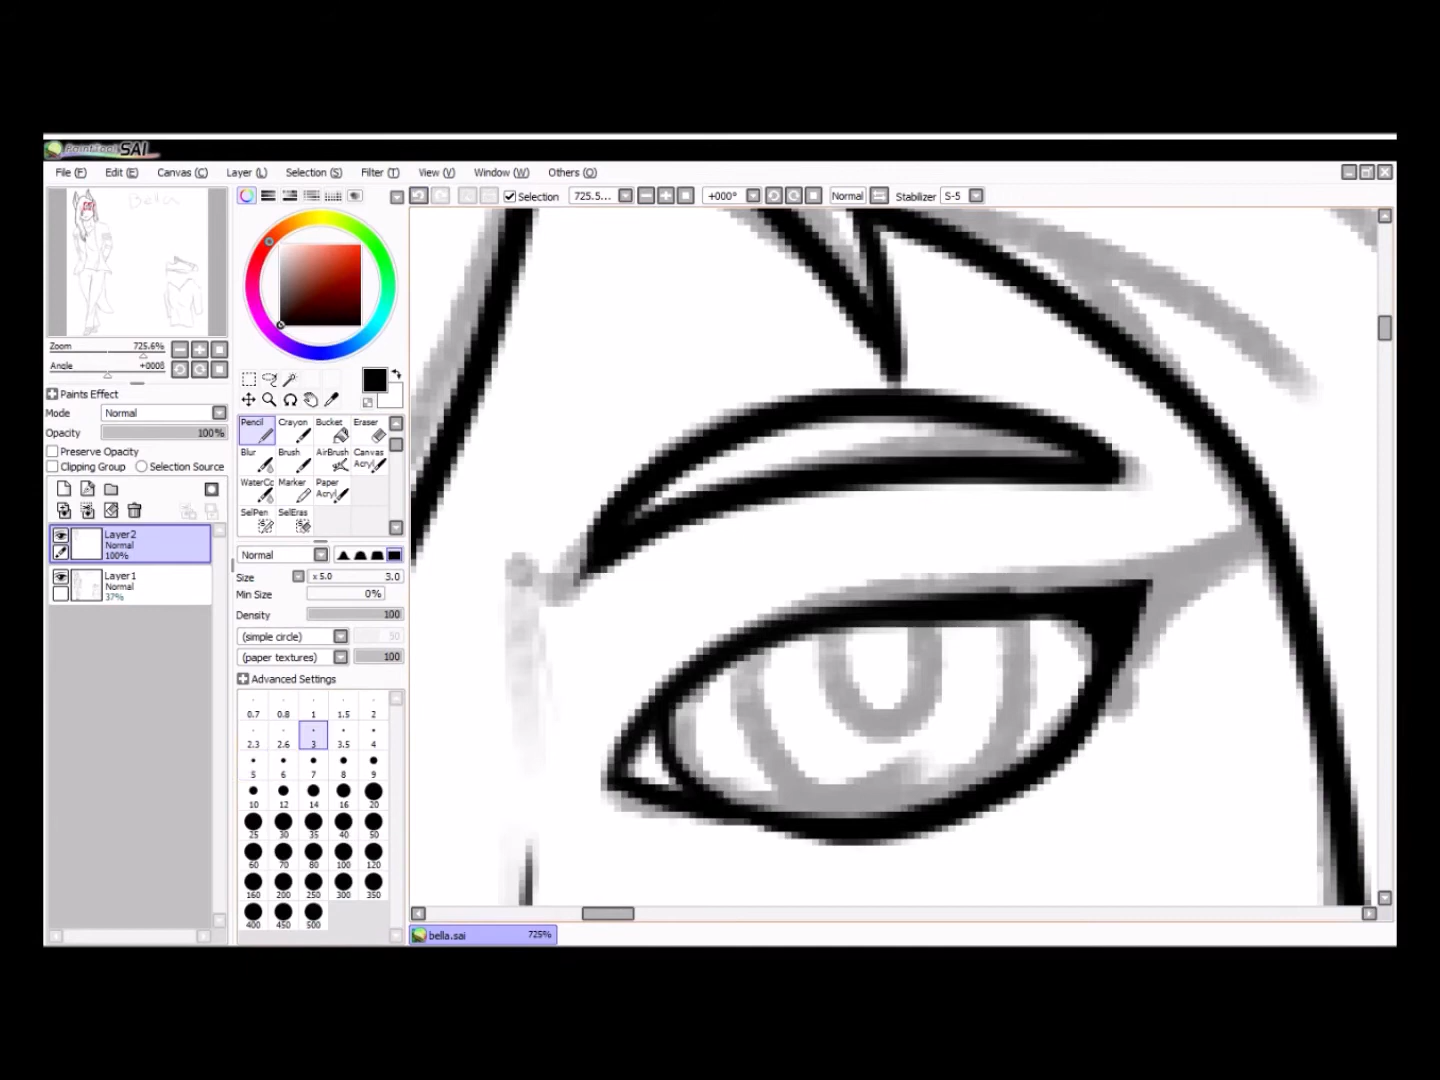 PaintTool SAI
File (F) Edit (E) Canvas (C) Layer (L) Selection (S) Filter (T) View (V) Window (W) Others (O)
Selection 725.5... +000° Normal Stabilizer S-5
Bella
Zoom 725.6%
Angle +000θ
Paints Effect
Mode Normal
Opacity 100%
Preserve Opacity
Clipping Group Selection Source
Layer2
Normal
100%
Layer1
Normal
37%
Pencil Crayon Bucket Eraser
Blur Brush AirBrush Canvas
Acryl
WaterCo Marker Paper
Acryl
SelPen SelEras
Normal
Size x 5.0 3.0
Min Size 0%
Density 100
(simple circle) 50
(paper textures) 100
Advanced Settings
0.7 0.8 1 1.5 2
2.3 2.6 3 3.5 4
5 6 7 8 9
10 12 14 16 20
25 30 35 40 50
60 70 80 100 120
160 200 250 300 350
400 450 500
bella.sai 725%